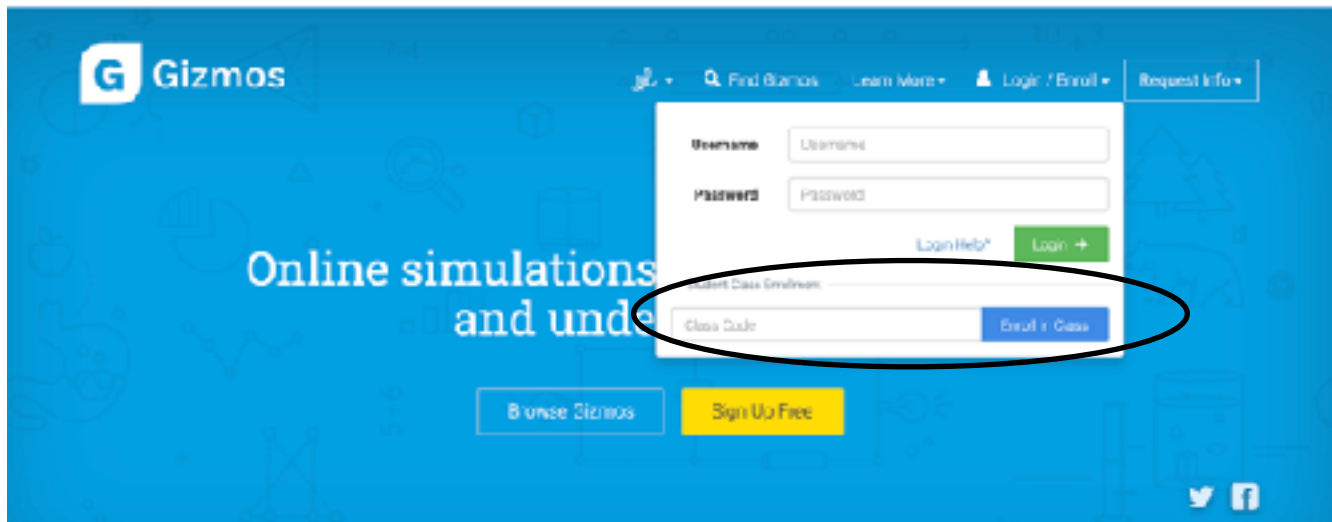 G Gizmos
Find Gizmos Learn More Login / Enroll Request Info
Username Username
Password Password
Login Help? Login →
Student Class Enrollment
Class Code Enroll in Class
Online simulations
and unde
Browse Gizmos Sign Up Free